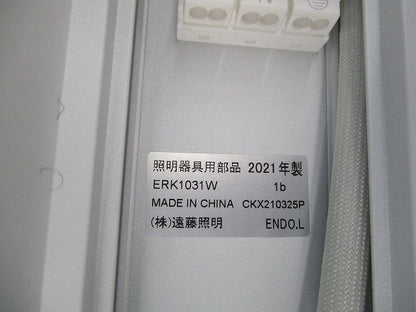 照明器具用部品 2021年製
ERK1031W 1b
MADE IN CHINA CKX210325P
(株)遠藤照明 ENDO.L